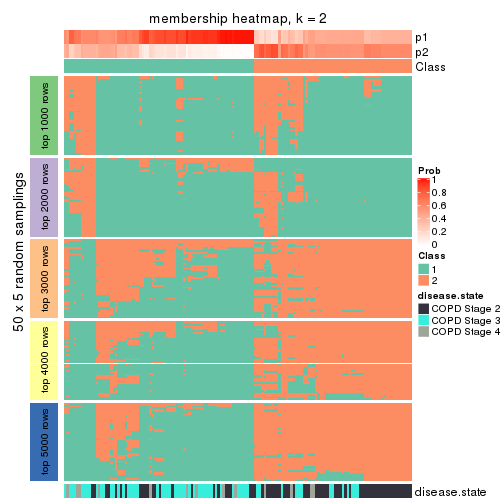 membership heatmap, k = 2
p1
p2
Class
50 x 5 random samplings
top 1000 rows
top 2000 rows
top 3000 rows
top 4000 rows
top 5000 rows
Prob
1
0.8
0.6
0.4
0.2
0
Class
1
2
disease.state
COPD Stage 2
COPD Stage 3
COPD Stage 4
disease.state